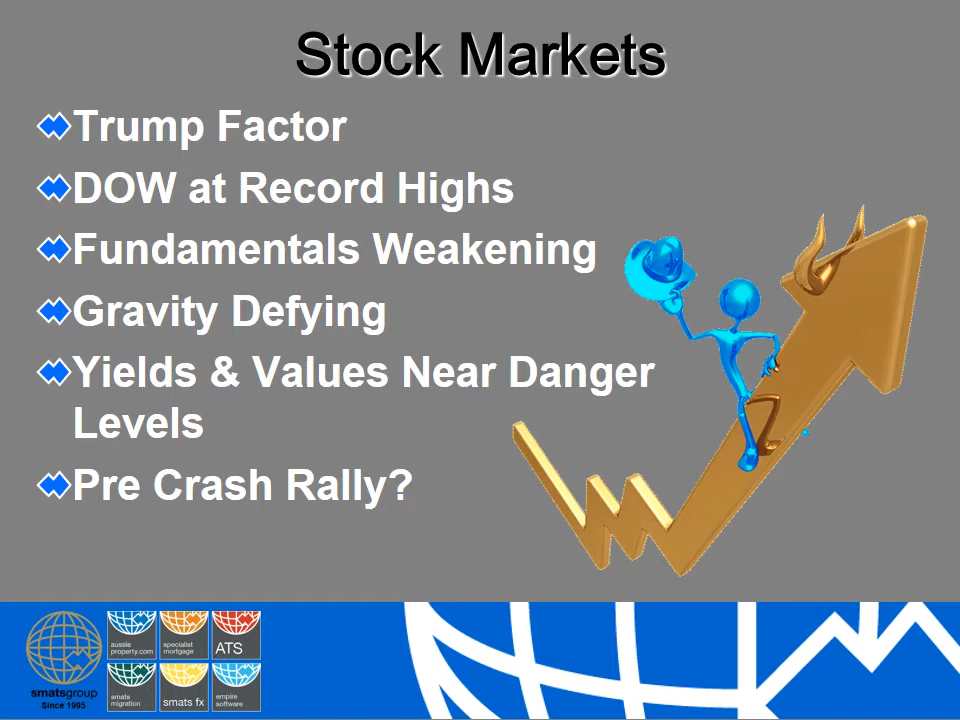 Stock Markets
Trump Factor
DOW at Record Highs
Fundamentals Weakening
Gravity Defying
Yields & Values Near Danger
Levels
Pre Crash Rally?
smatsgroup
Since 1995
aussie
property.com
specialist
mortgage
ATS
smats
migration
smats fx
empire
software